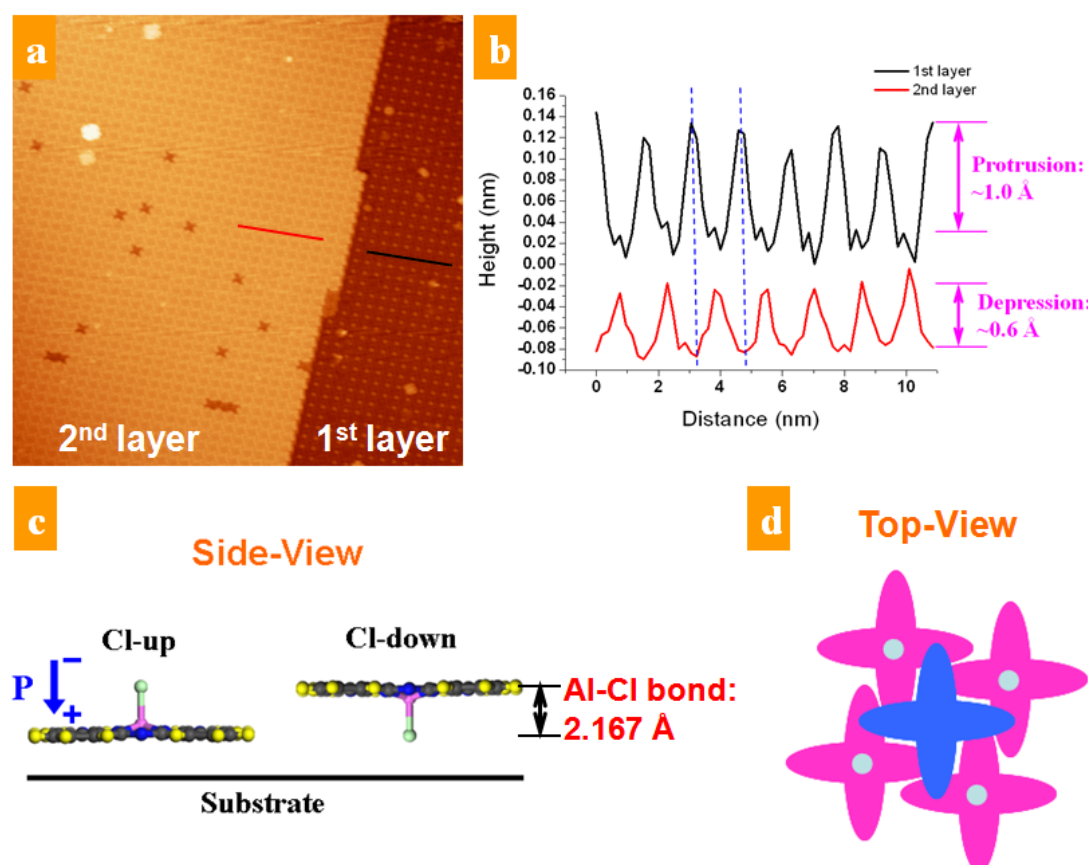 a
2nd layer
1st layer
b
1st layer
2nd layer
0.16
0.14
0.12
0.10
0.08
0.06
0.04
0.02
0.00
-0.02
-0.04
-0.06
-0.08
-0.10
Height (nm)
0
2
4
6
8
10
Distance (nm)
Protrusion:
~1.0 Å
Depression:
~0.6 Å
c
Side-View
Cl-up
Cl-down
P
−
+
Al-Cl bond:
2.167 Å
Substrate
d
Top-View